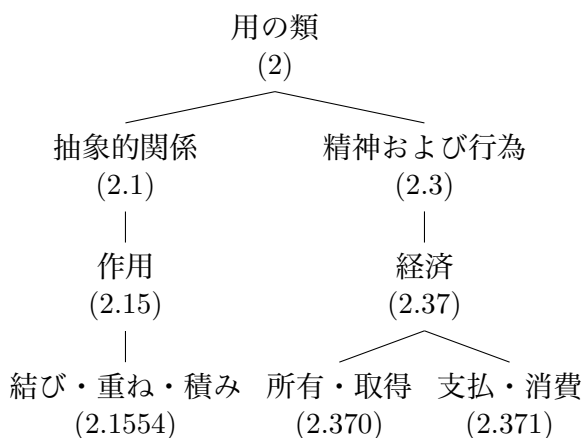 用の類
(2)
抽象的関係 精神および行為
(2.1) (2.3)
作用 経済
(2.15) (2.37)
結び・重ね・積み 所有・取得 支払・消費
(2.1554) (2.370) (2.371)